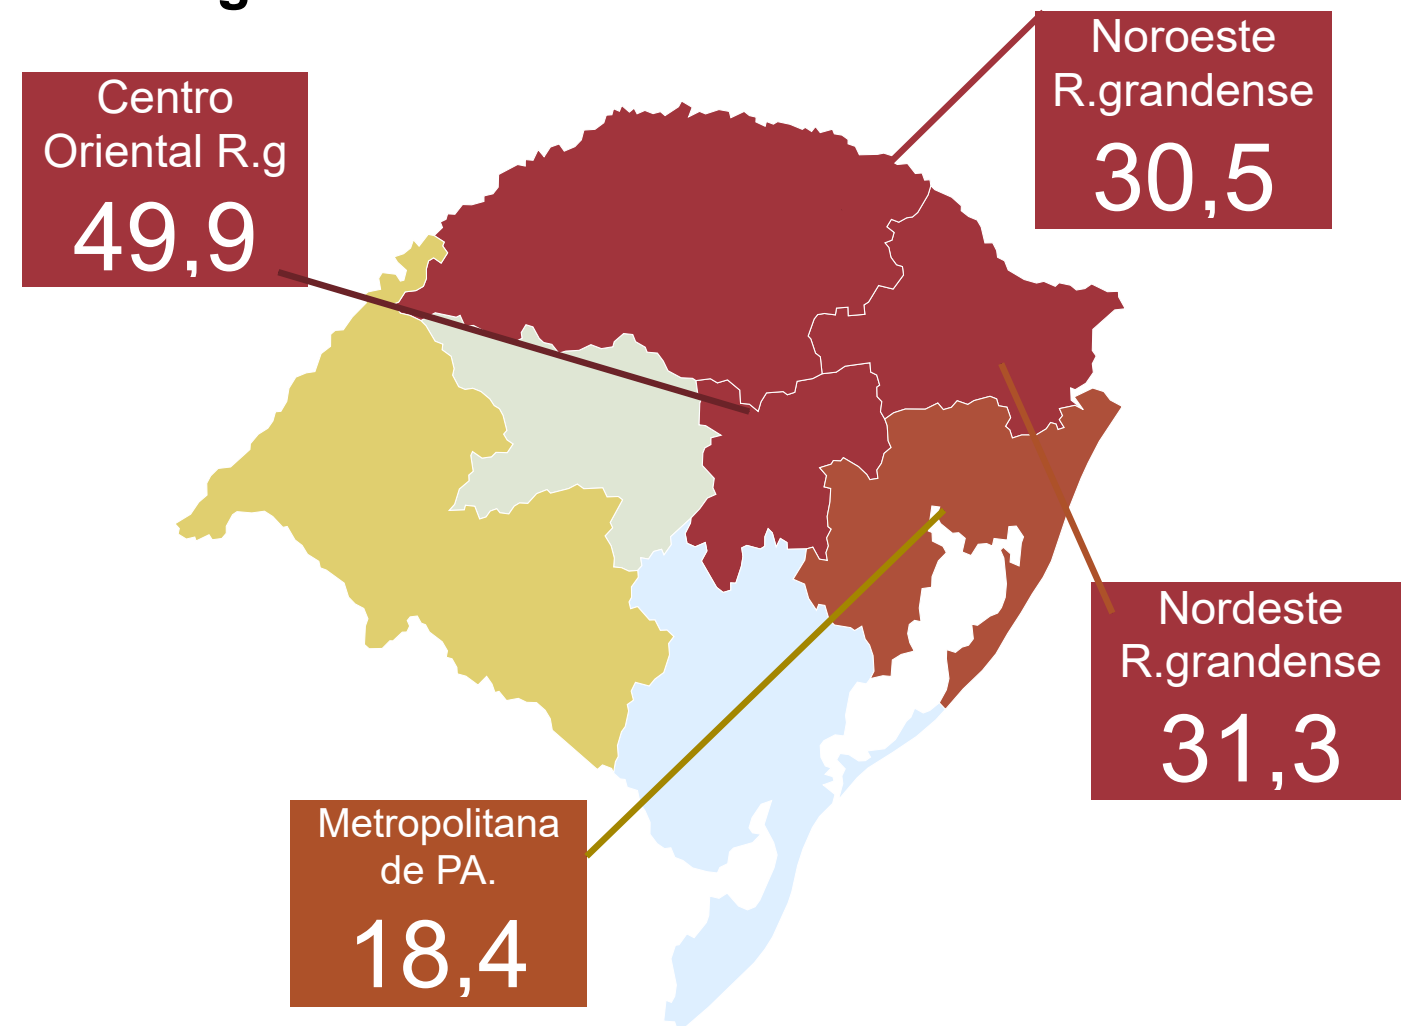 Noroeste
R.grandense
30,5
Centro
Oriental R.g
49,9
Nordeste
R.grandense
31,3
Metropolitana
de PA.
18,4